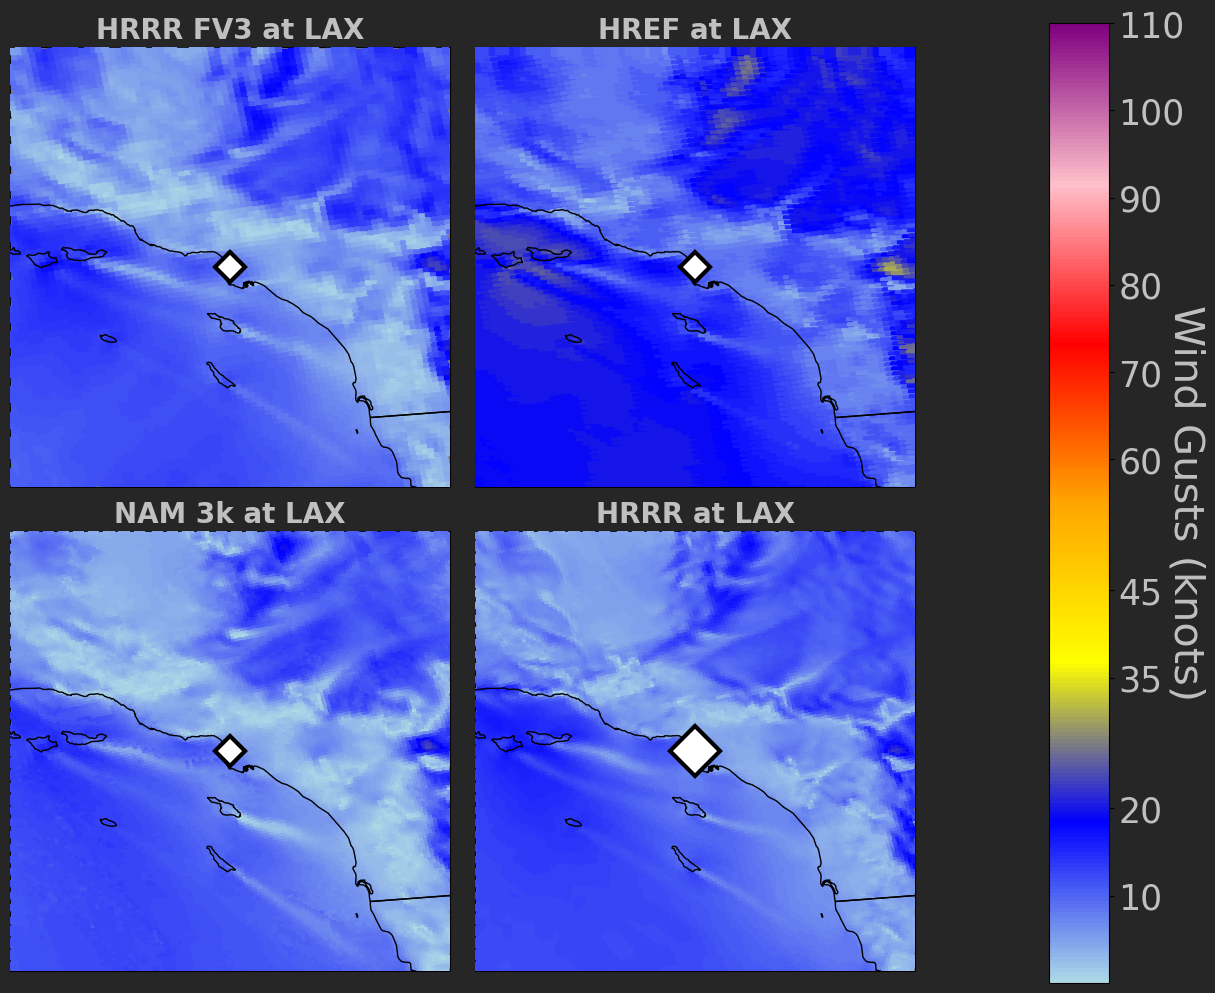 HRRR FV3 at LAX
HREF at LAX
NAM 3k at LAX
HRRR at LAX
110
100
90
80
70
60
45
35
20
10
Wind Gusts (knots)